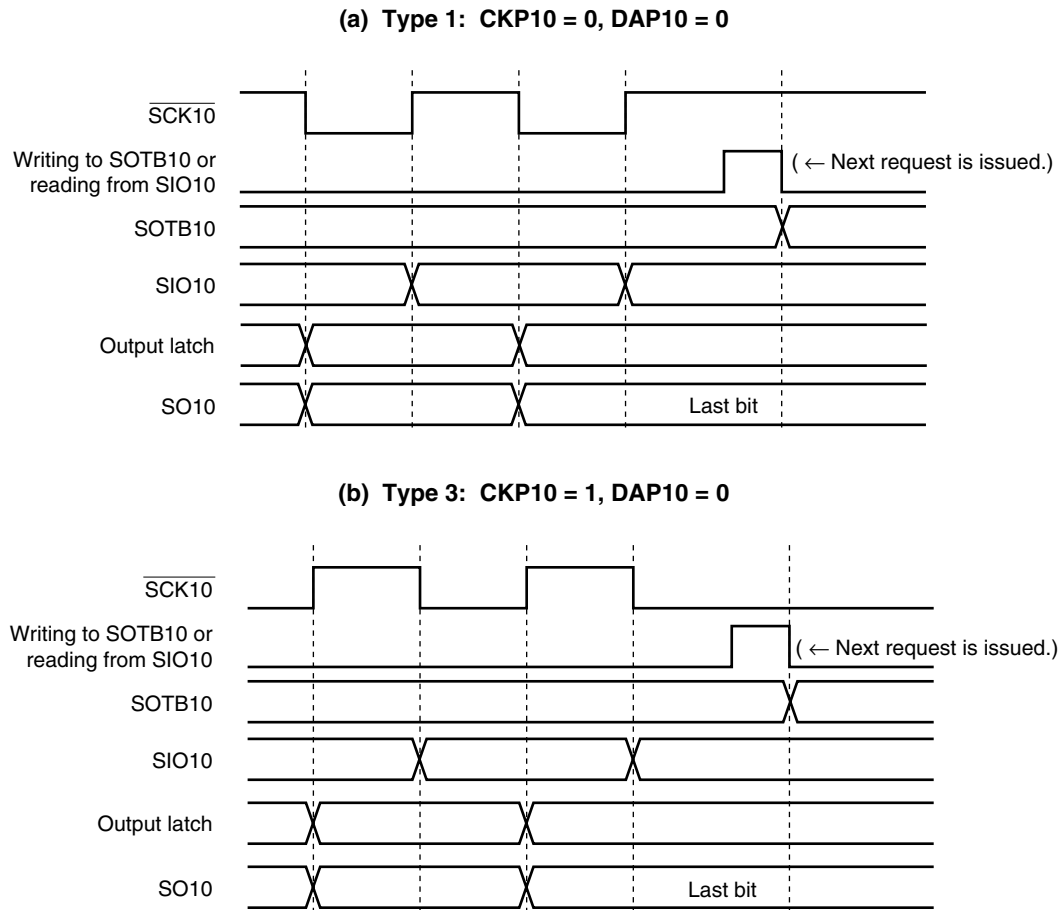 (a) Type 1: CKP10 = 0, DAP10 = 0
SCK10
Writing to SOTB10 or
reading from SIO10
( ← Next request is issued.)
SOTB10
SIO10
Output latch
SO10
Last bit
(b) Type 3: CKP10 = 1, DAP10 = 0
SCK10
Writing to SOTB10 or
reading from SIO10
( ← Next request is issued.)
SOTB10
SIO10
Output latch
SO10
Last bit